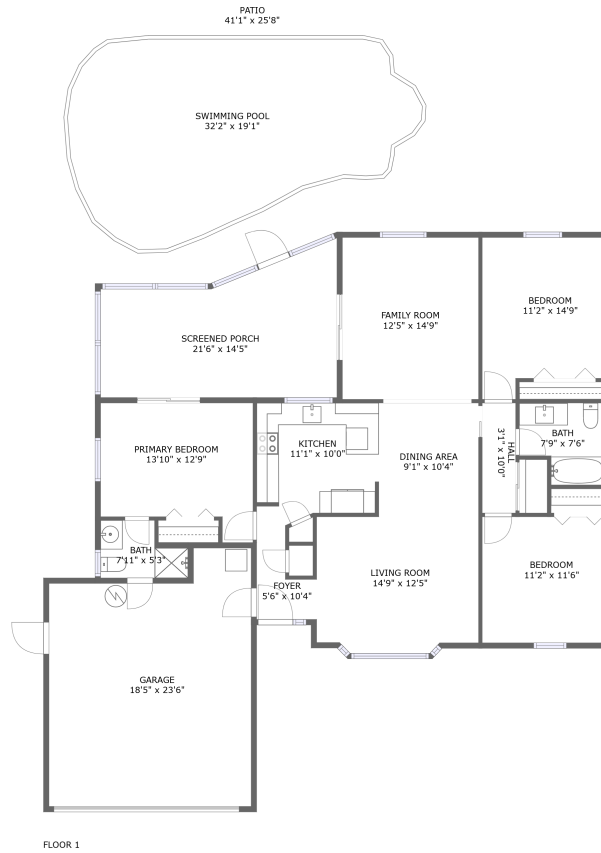 PATIO
41'1" x 25'8"
SWIMMING POOL
32'2" x 19'1"
BEDROOM
11'2" x 14'9"
FAMILY ROOM
12'5" x 14'9"
SCREENED PORCH
21'6" x 14'5"
KITCHEN
11'1" x 10'0"
PRIMARY BEDROOM
13'10" x 12'9"
DINING AREA
9'1" x 10'4"
HALL
3'1" x 10'0"
BATH
7'9" x 7'6"
BATH
7'11" x 5'3"
FOYER
5'6" x 10'4"
LIVING ROOM
14'9" x 12'5"
BEDROOM
11'2" x 11'6"
GARAGE
18'5" x 23'6"
FLOOR 1